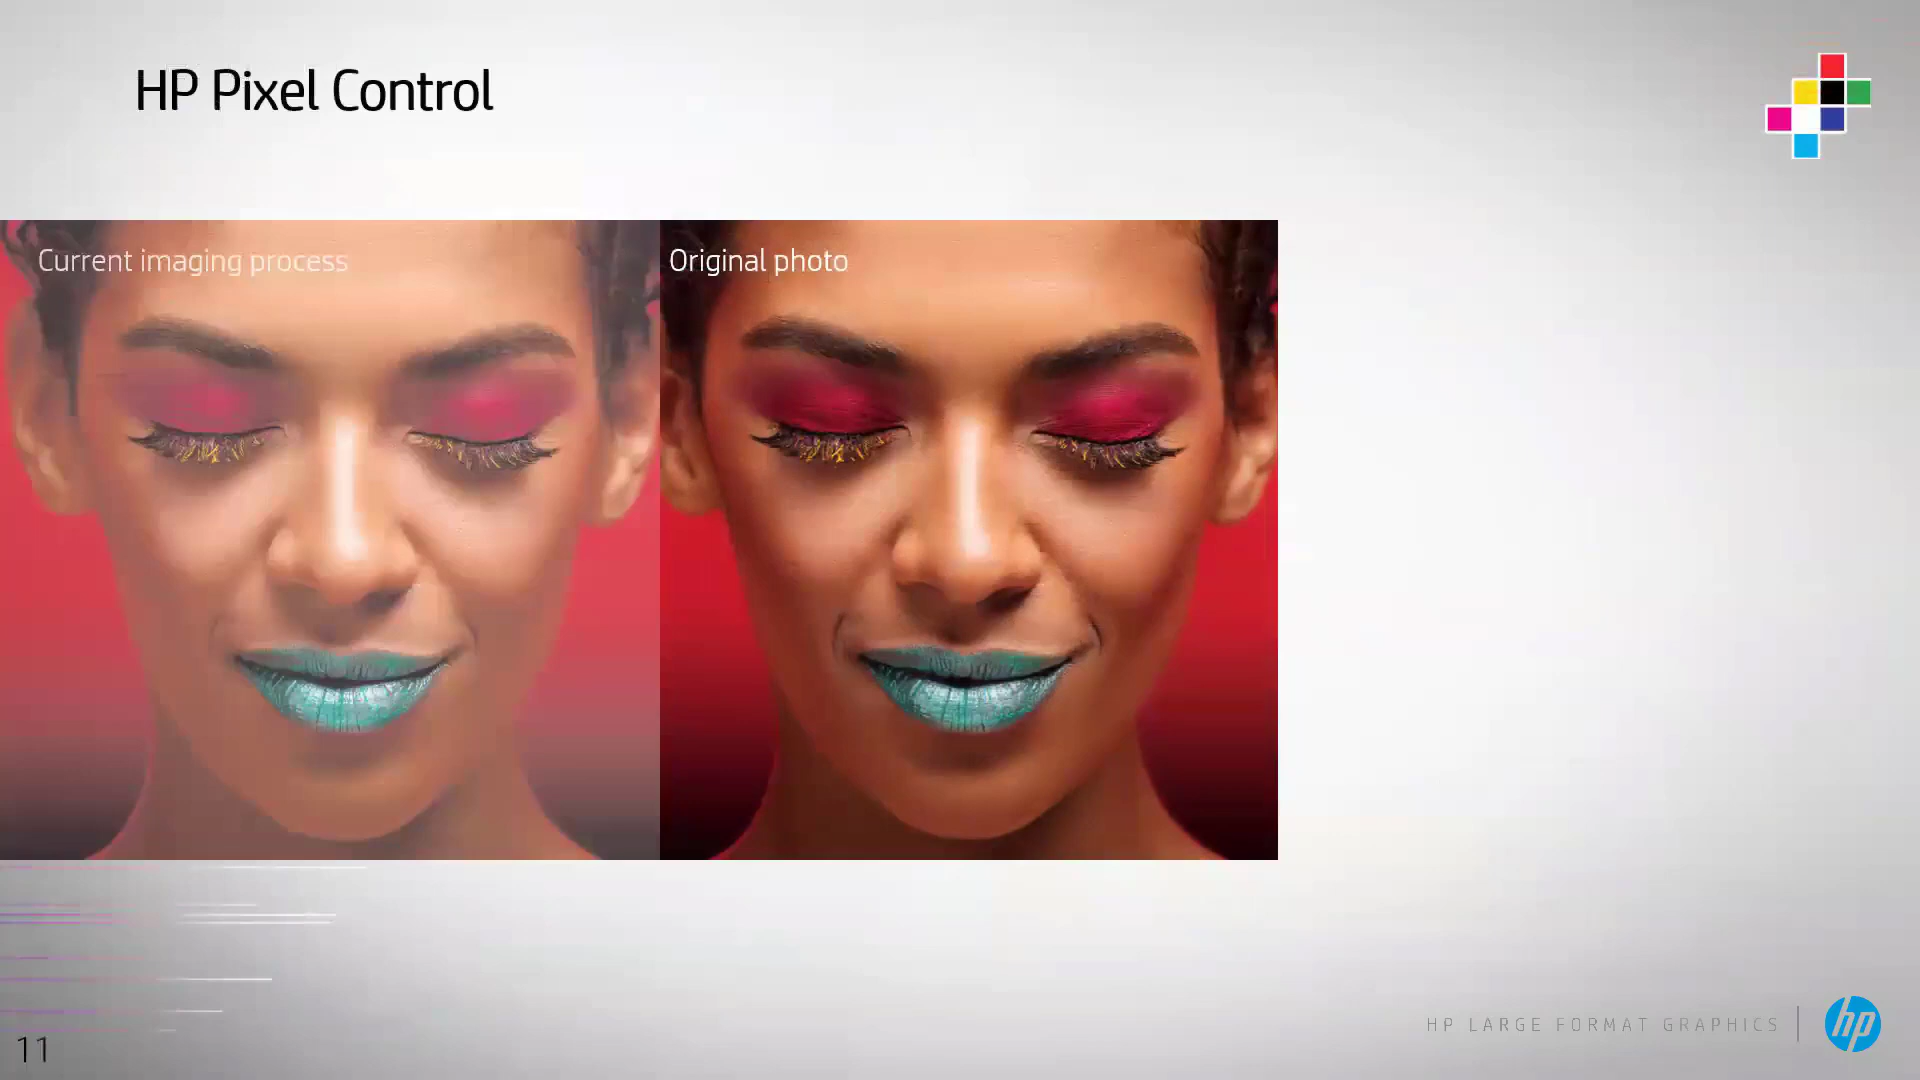 HP Pixel Control
Current imaging process
Original photo
HP LARGE FORMAT GRAPHICS
hp
11